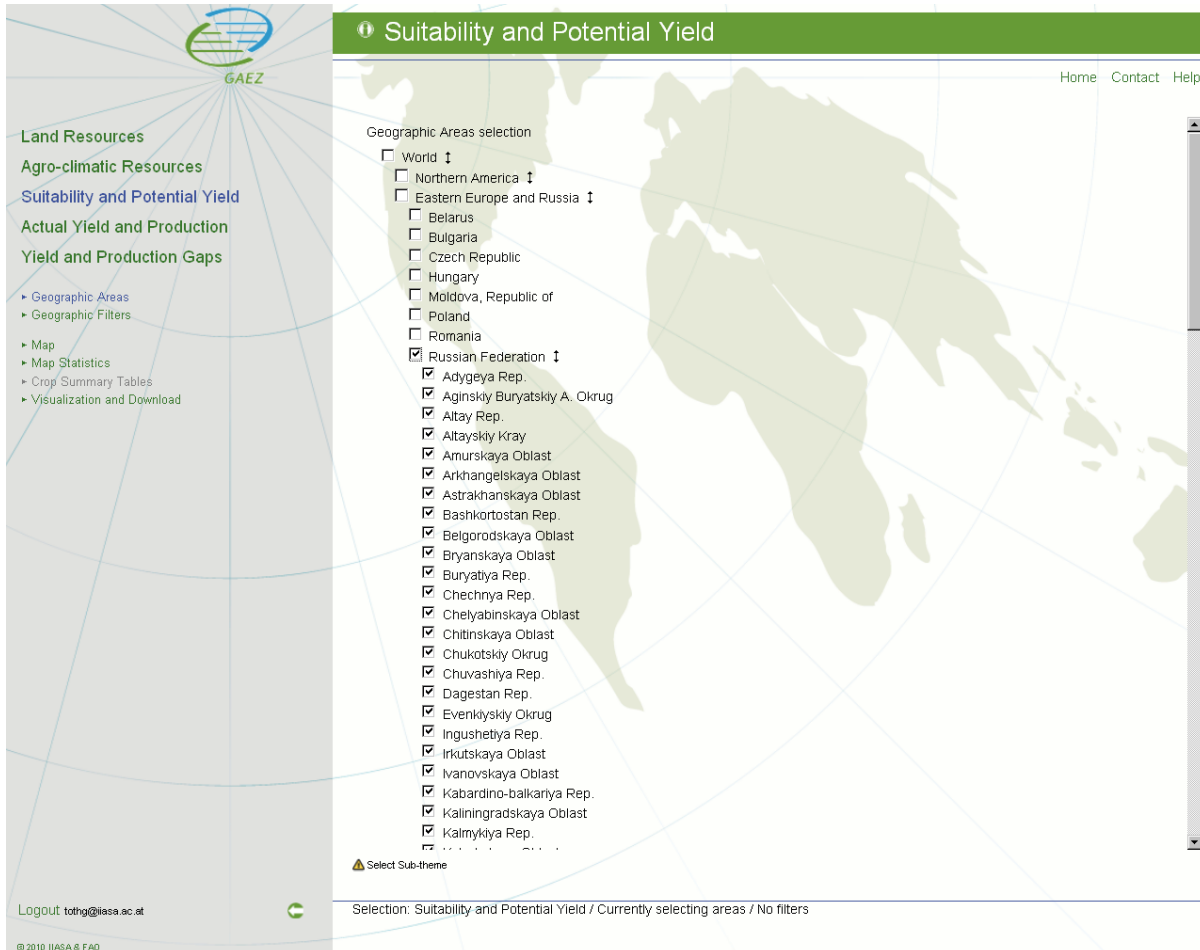 GAEZ
Suitability and Potential Yield
Home Contact Help
Land Resources
Agro-climatic Resources
Suitability and Potential Yield
Actual Yield and Production
Yield and Production Gaps
Geographic Areas
Geographic Filters
Map
Map Statistics
Crop Summary Tables
Visualization and Download
Geographic Areas selection
World
Northern America
Eastern Europe and Russia
Belarus
Bulgaria
Czech Republic
Hungary
Moldova, Republic of
Poland
Romania
Russian Federation
Adygeya Rep.
Aginskiy Buryatskiy A. Okrug
Altay Rep.
Altayskiy Kray
Amurskaya Oblast
Arkhangelskaya Oblast
Astrakhanskaya Oblast
Bashkortostan Rep.
Belgorodskaya Oblast
Bryanskaya Oblast
Buryatiya Rep.
Chechnya Rep.
Chelyabinskaya Oblast
Chitinskaya Oblast
Chukotskiy Okrug
Chuvashiya Rep.
Dagestan Rep.
Evenkiyskiy Okrug
Ingushetiya Rep.
Irkutskaya Oblast
Ivanovskaya Oblast
Kabardino-balkariya Rep.
Kaliningradskaya Oblast
Kalmykiya Rep.
Select Sub-theme
Logout tothg@iiasa.ac.at
Selection: Suitability and Potential Yield / Currently selecting areas / No filters
© 2010 IIASA & FAO